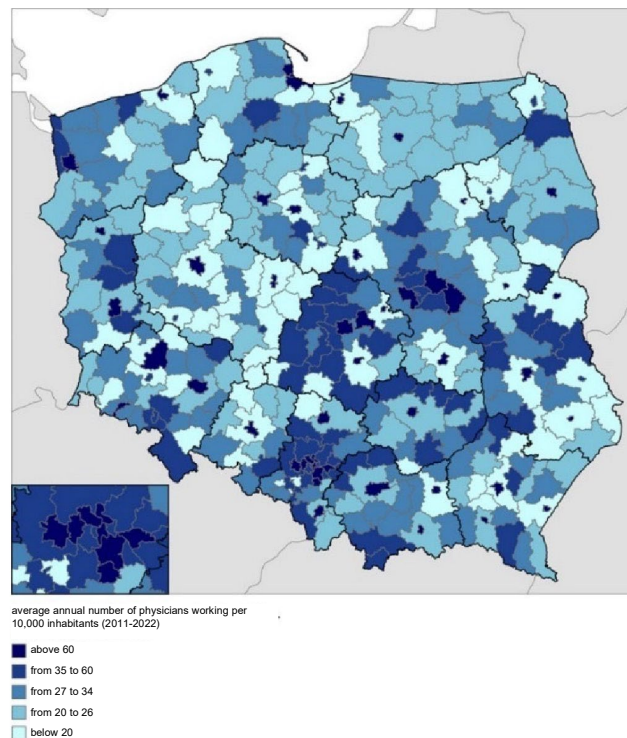 average annual number of physicians working per
10,000 inhabitants (2011-2022)
above 60
from 35 to 60
from 27 to 34
from 20 to 26
below 20